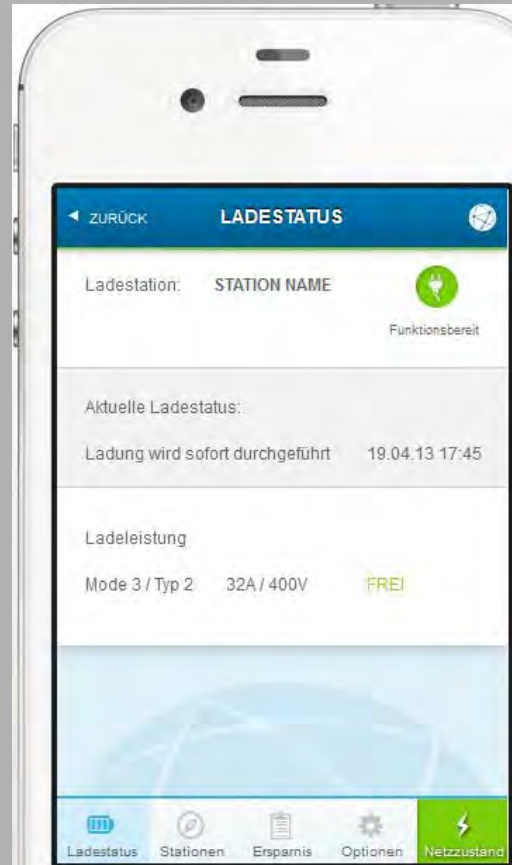 ZURÜCK LADESTATUS
Ladestation: STATION NAME
Funktionsbereit
Aktuelle Ladestatus:
Ladung wird sofort durchgeführt 19.04.13 17:45
Ladeleistung
Mode 3 / Typ 2 32A / 400V FREI
Ladestatus Stationen Ersparnis Optionen Netzzustand